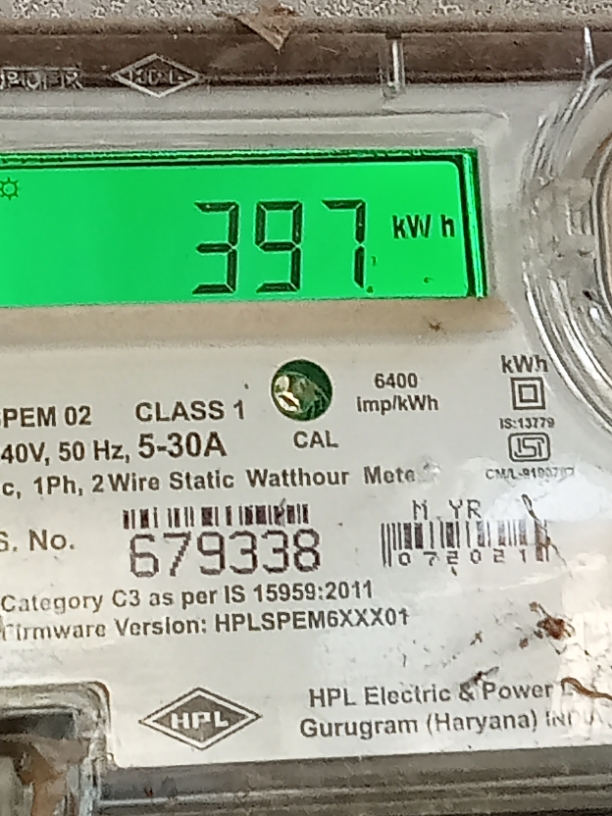 397 kWh
6400
imp/kWh
kWh
PEM 02 CLASS 1
CAL
IS:13779
40V, 50 Hz, 5-30A
c, 1Ph, 2 Wire Static Watthour Mete
M YR
S. No.
679338
072021
Category C3 as per IS 15959:2011
Firmware Version: HPLSPEM6XXX01
HPL
HPL Electric & Power
Gurugram (Haryana)